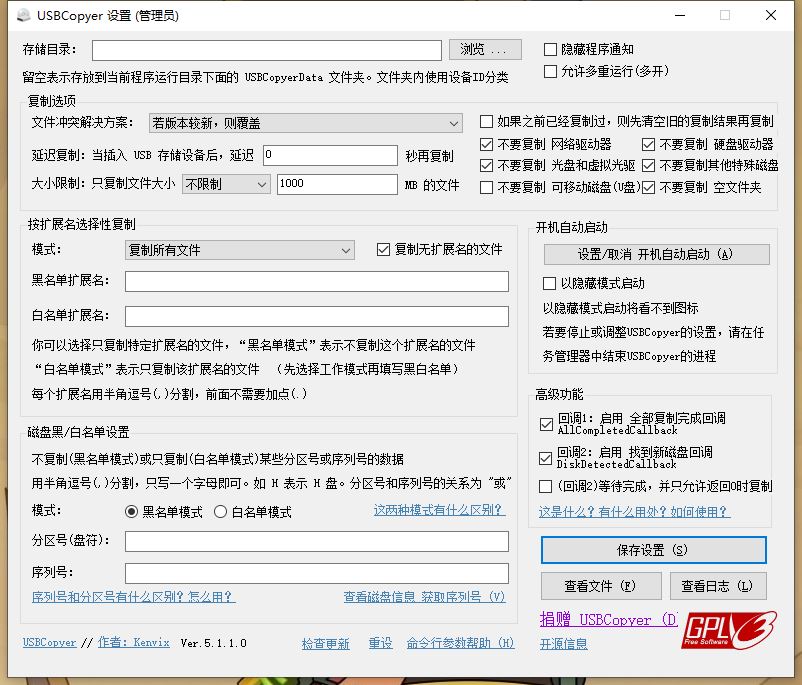 USBCopyer 设置 (管理员)
存储目录：
浏览 ...
隐藏程序通知
留空表示存放到当前程序运行目录下面的 USBCopyerData 文件夹。文件夹内使用设备ID分类
允许多重运行(多开)
复制选项
文件冲突解决方案：
若版本较新，则覆盖
如果之前已经复制过，则先清空旧的复制结果再复制
不要复制 网络驱动器
不要复制 硬盘驱动器
延迟复制：当插入 USB 存储设备后，延迟
0
秒再复制
不要复制 光盘和虚拟光驱
不要复制其他特殊磁盘
大小限制：只复制文件大小
不限制
1000
MB 的文件
不要复制 可移动磁盘(U盘)
不要复制 空文件夹
按扩展名选择性复制
模式：
复制所有文件
复制无扩展名的文件
黑名单扩展名：
白名单扩展名：
你可以选择只复制特定扩展名的文件，“黑名单模式”表示不复制这个扩展名的文件
“白名单模式”表示只复制该扩展名的文件 （先选择工作模式再填写黑白名单）
每个扩展名用半角逗号(,)分割，前面不需要加点(.)
开机自动启动
设置/取消 开机自动启动 (A)
以隐藏模式启动
以隐藏模式启动将看不到图标
若要停止或调整USBCopyer的设置，请在任
务管理器中结束USBCopyer的进程
磁盘黑/白名单设置
不复制(黑名单模式)或只复制(白名单模式)某些分区号或序列号的数据
用半角逗号(,)分割，只写一个字母即可。如 H 表示 H 盘。分区号和序列号的关系为 "或"
模式：
黑名单模式
白名单模式
这两种模式有什么区别？
分区号(盘符)：
序列号：
序列号和分区号有什么区别？怎么用？
查看磁盘信息 获取序列号 (V)
高级功能
回调1：启用 全部复制完成回调
AllCompletedCallback
回调2：启用 找到新磁盘回调
DiskDetectedCallback
(回调2)等待完成，并只允许返回0时复制
这是什么？有什么用处？如何使用？
保存设置 (S)
查看文件 (F)
查看日志 (L)
捐赠 USBCopyer (D)
GPL v3
Free Software
USBCopyer // 作者：Kenvix Ver.5.1.1.0
检查更新
重设
命令行参数帮助 (H)
开源信息